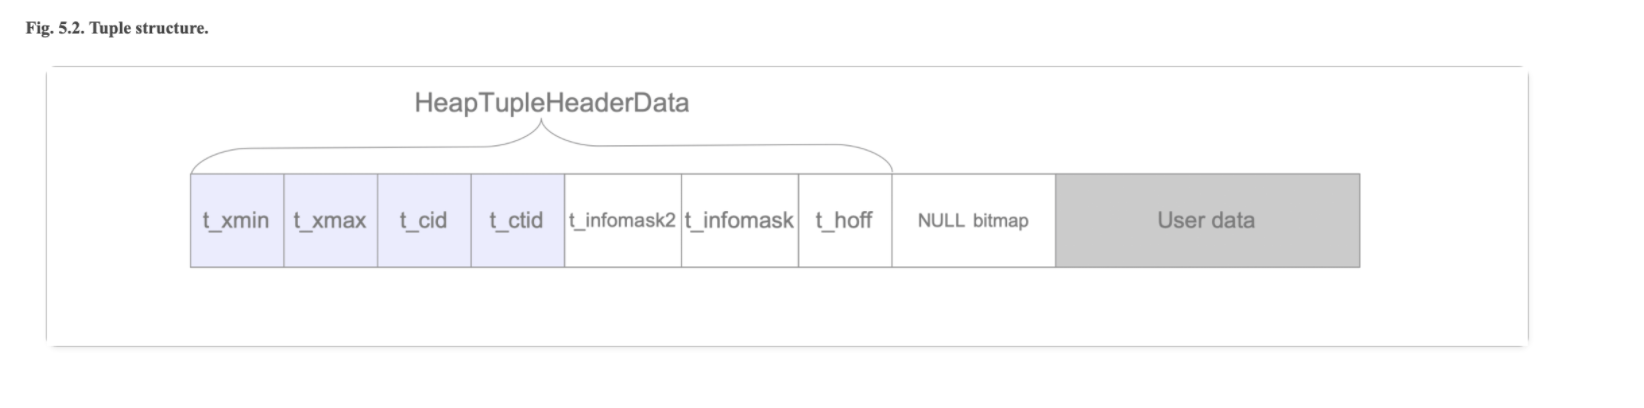 Fig. 5.2. Tuple structure.
HeapTupleHeaderData
t_xmin t_xmax t_cid t_ctid t_infomask2 t_infomask t_hoff NULL bitmap User data